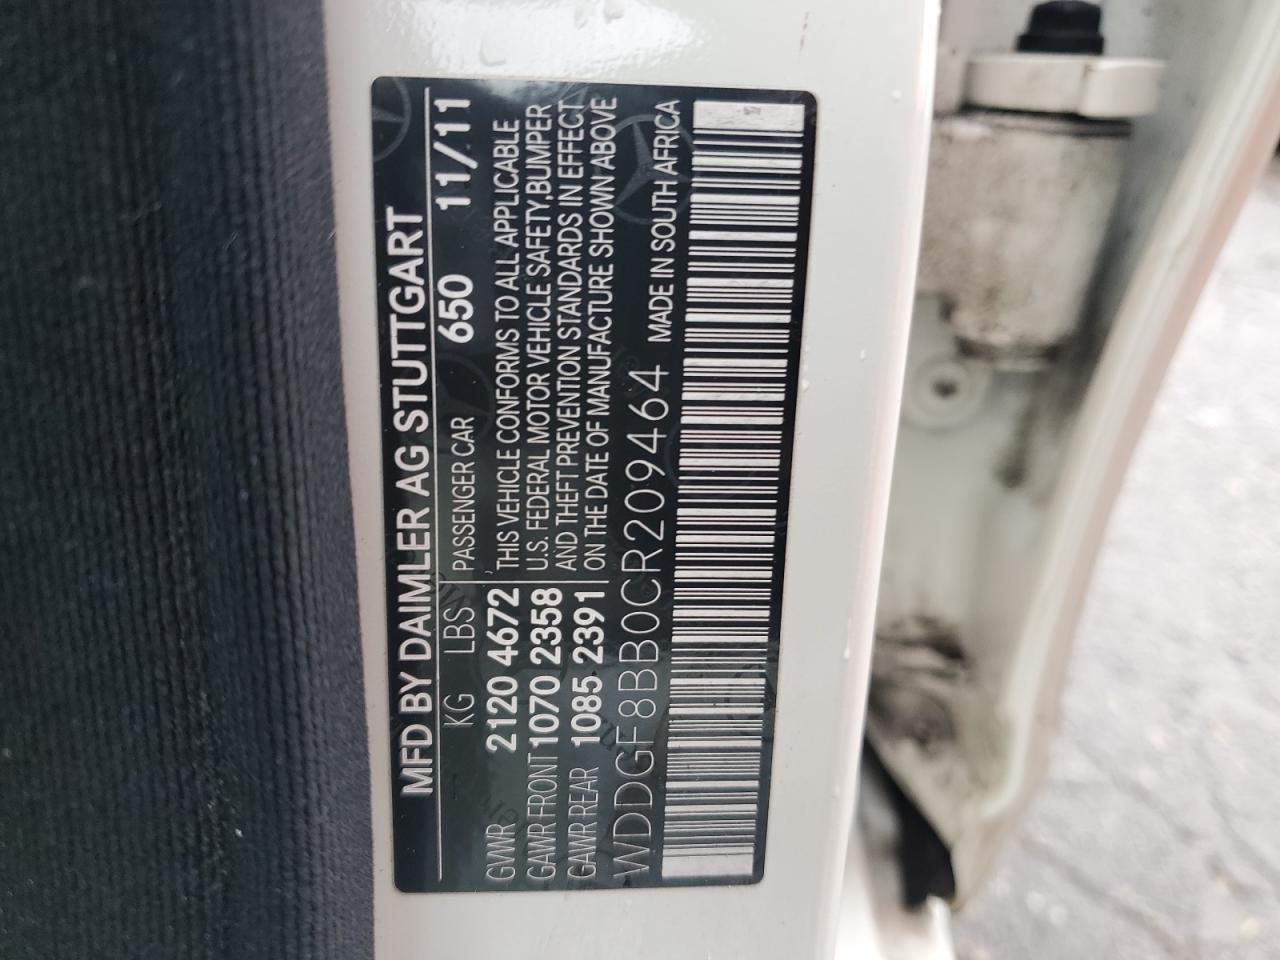 MFD BY DAIMLER AG STUTTGART
KG LBS PASSENGER CAR 650 11/11
GVWR 2120 4672 THIS VEHICLE CONFORMS TO ALL APPLICABLE
GAWR FRONT 1070 2358 U.S. FEDERAL MOTOR VEHICLE SAFETY,BUMPER
GAWR REAR 1085 2391 AND THEFT PREVENTION STANDARDS IN EFFECT
ON THE DATE OF MANUFACTURE SHOWN ABOVE
WDDGF8BB0CR209464 MADE IN SOUTH AFRICA